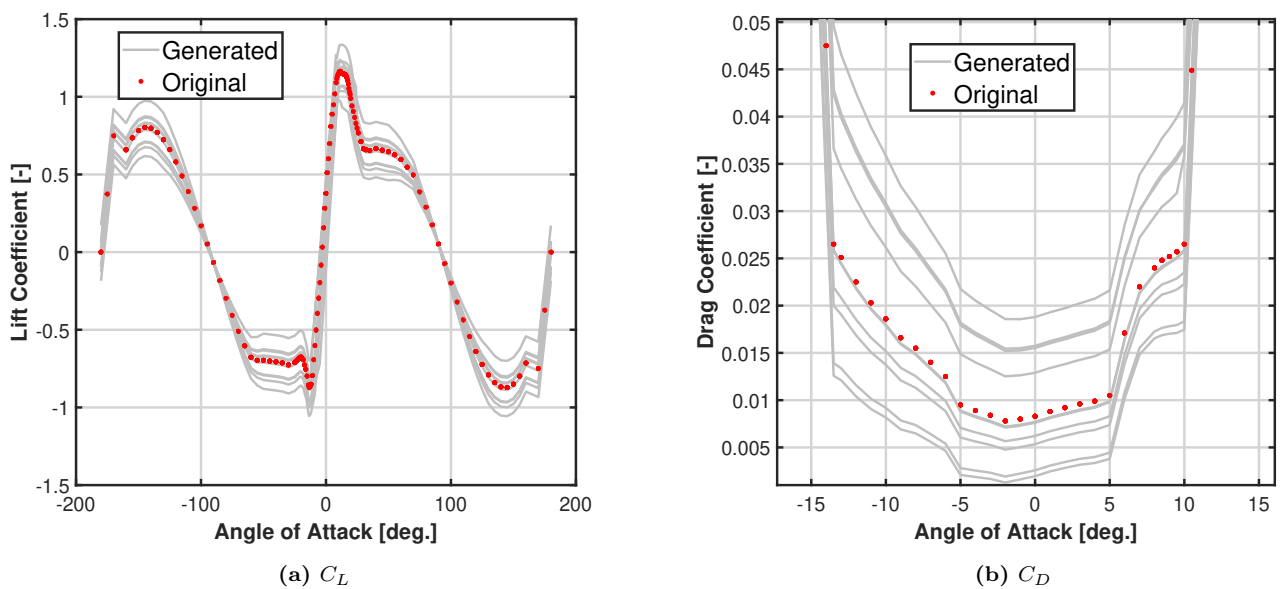 1.5
1
0.5
0
-0.5
-1
-1.5
-200
-100
0
100
200
Lift Coefficient [-]
Angle of Attack [deg.]
Generated
Original
(a) C_L
0.05
0.045
0.04
0.035
0.03
0.025
0.02
0.015
0.01
0.005
-15
-10
-5
0
5
10
15
Drag Coefficient [-]
Angle of Attack [deg.]
Generated
Original
(b) C_D